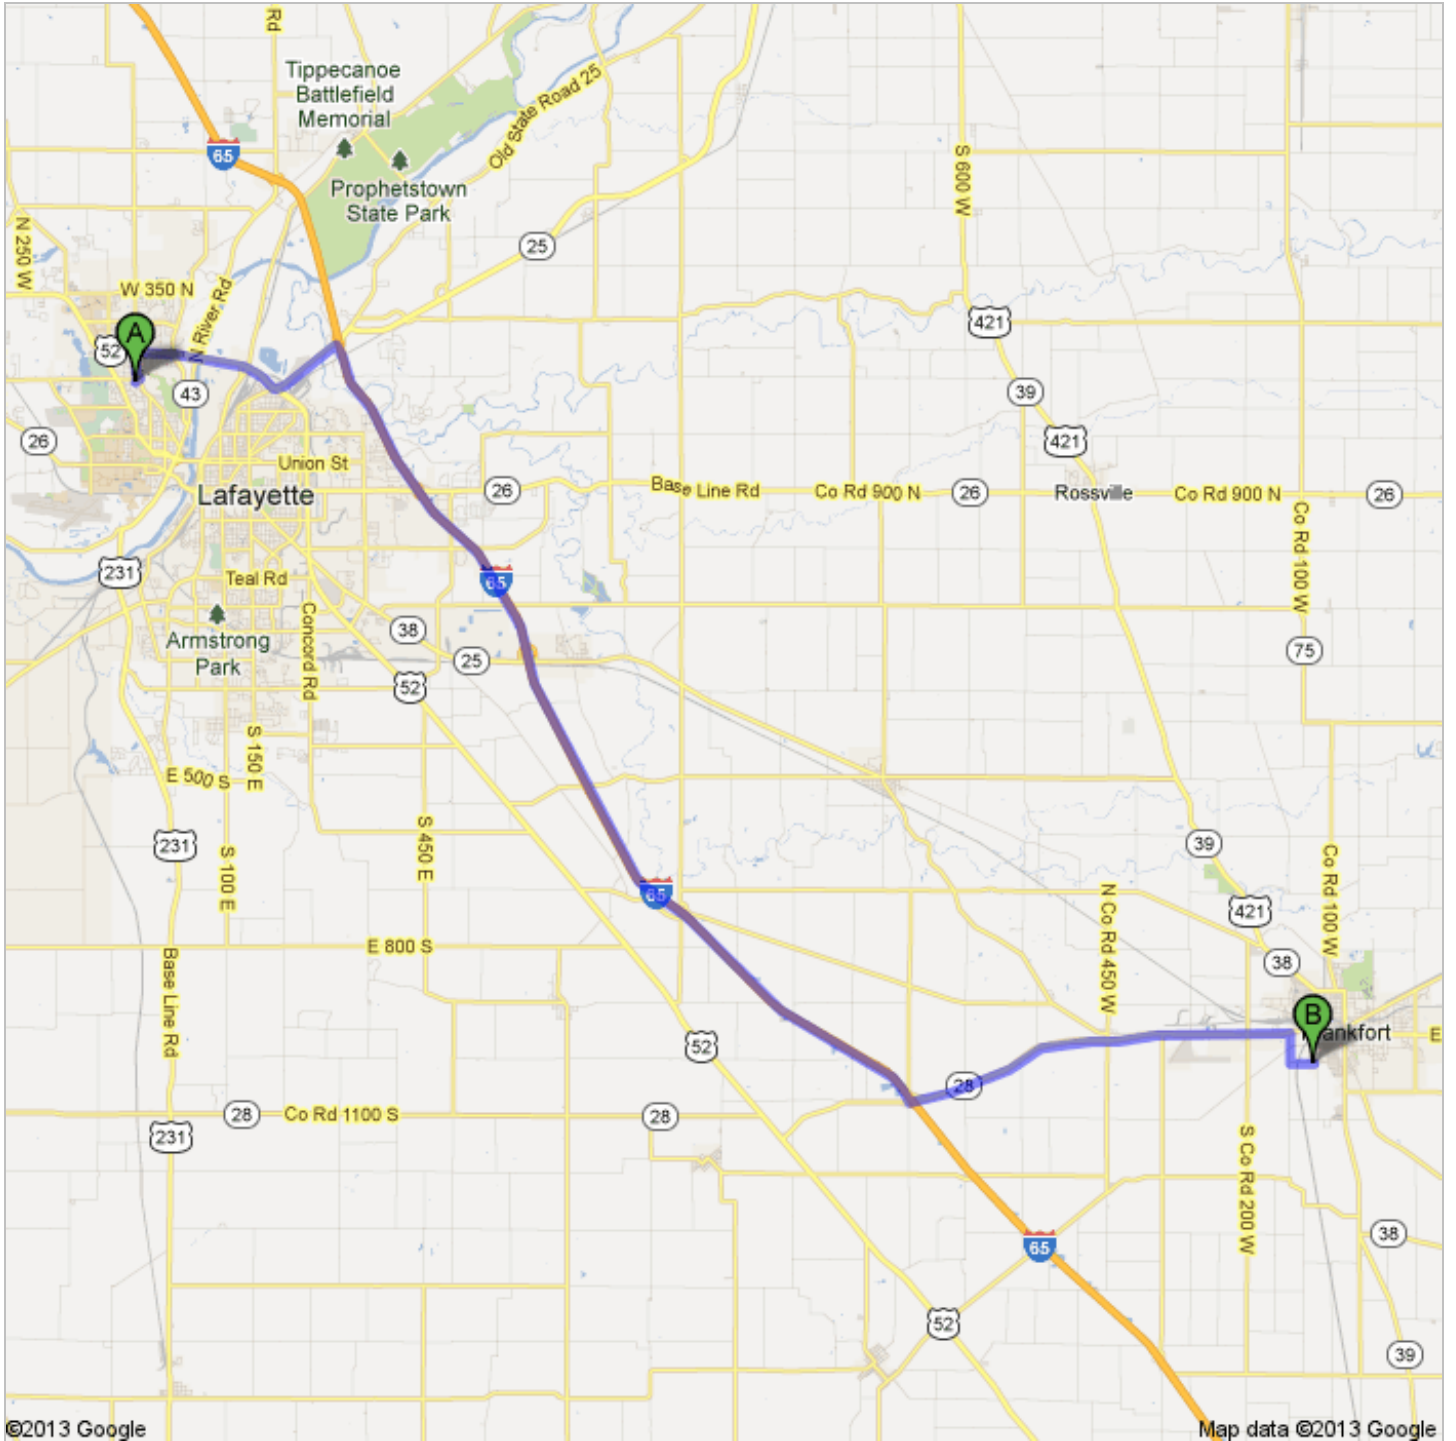 Rd
Tippecanoe
Battlefield
Memorial
Old State Road 25
65
Prophetstown
State Park
S 600 W
N 250 W
25
W 350 N
N River Rd
A
52
421
43
39
26
421
Union St
Lafayette
26
Base Line Rd
Co Rd 900 N
26
Rossville
Co Rd 900 N
26
Co Rd 100 W
231
Teal Rd
65
Concord Rd
38
Armstrong
Park
25
75
52
S 150 E
E 500 S
231
S 100 E
S 450 E
39
Co Rd 100 W
65
N Co Rd 450 W
421
E 800 S
38
Base Line Rd
B
ankfort
E
52
28
28
Co Rd 1100 S
28
231
S Co Rd 200 W
38
65
52
39
©2013 Google
Map data ©2013 Google